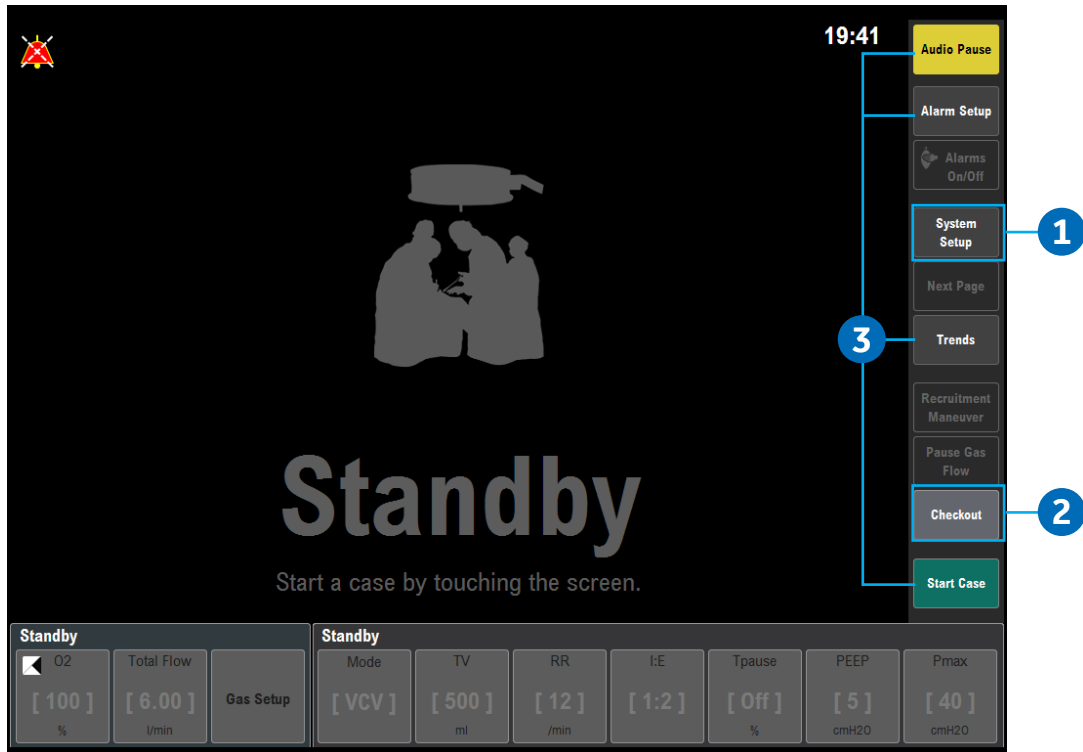 19:41
Audio Pause
Alarm Setup
Alarms
On/Off
System
Setup
1
Next Page
3
Trends
Recruitment
Maneuver
Pause Gas
Flow
Checkout
2
Standby
Start a case by touching the screen.
Start Case
Standby
Standby
O2
Total Flow
Gas Setup
Mode
TV
RR
I:E
Tpause
PEEP
Pmax
[ 100 ]
[ 6.00 ]
[ VCV ]
[ 500 ]
[ 12 ]
[ 1:2 ]
[ Off ]
[ 5 ]
[ 40 ]
%
l/min
ml
/min
%
cmH2O
cmH2O